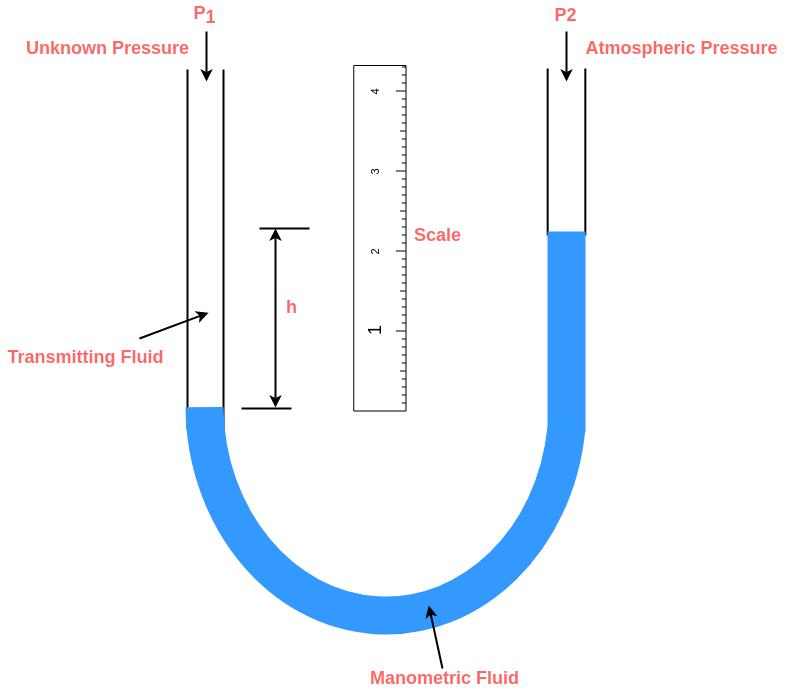 P1 P2
Unknown Pressure Atmospheric Pressure
4
3
Scale
2
h
1
Transmitting Fluid
Manometric Fluid